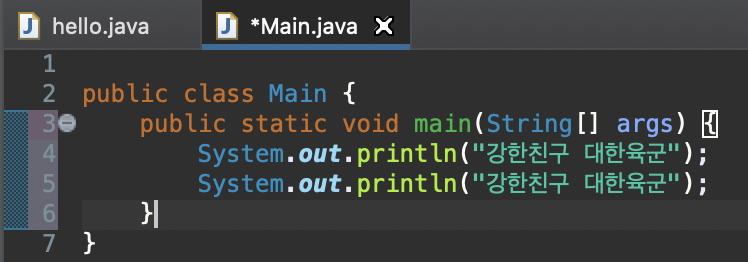 hello.java *Main.java
1
2 public class Main {
3 public static void main(String[] args) {
4 System.out.println("강한친구 대한육군");
5 System.out.println("강한친구 대한육군");
6 }
7 }